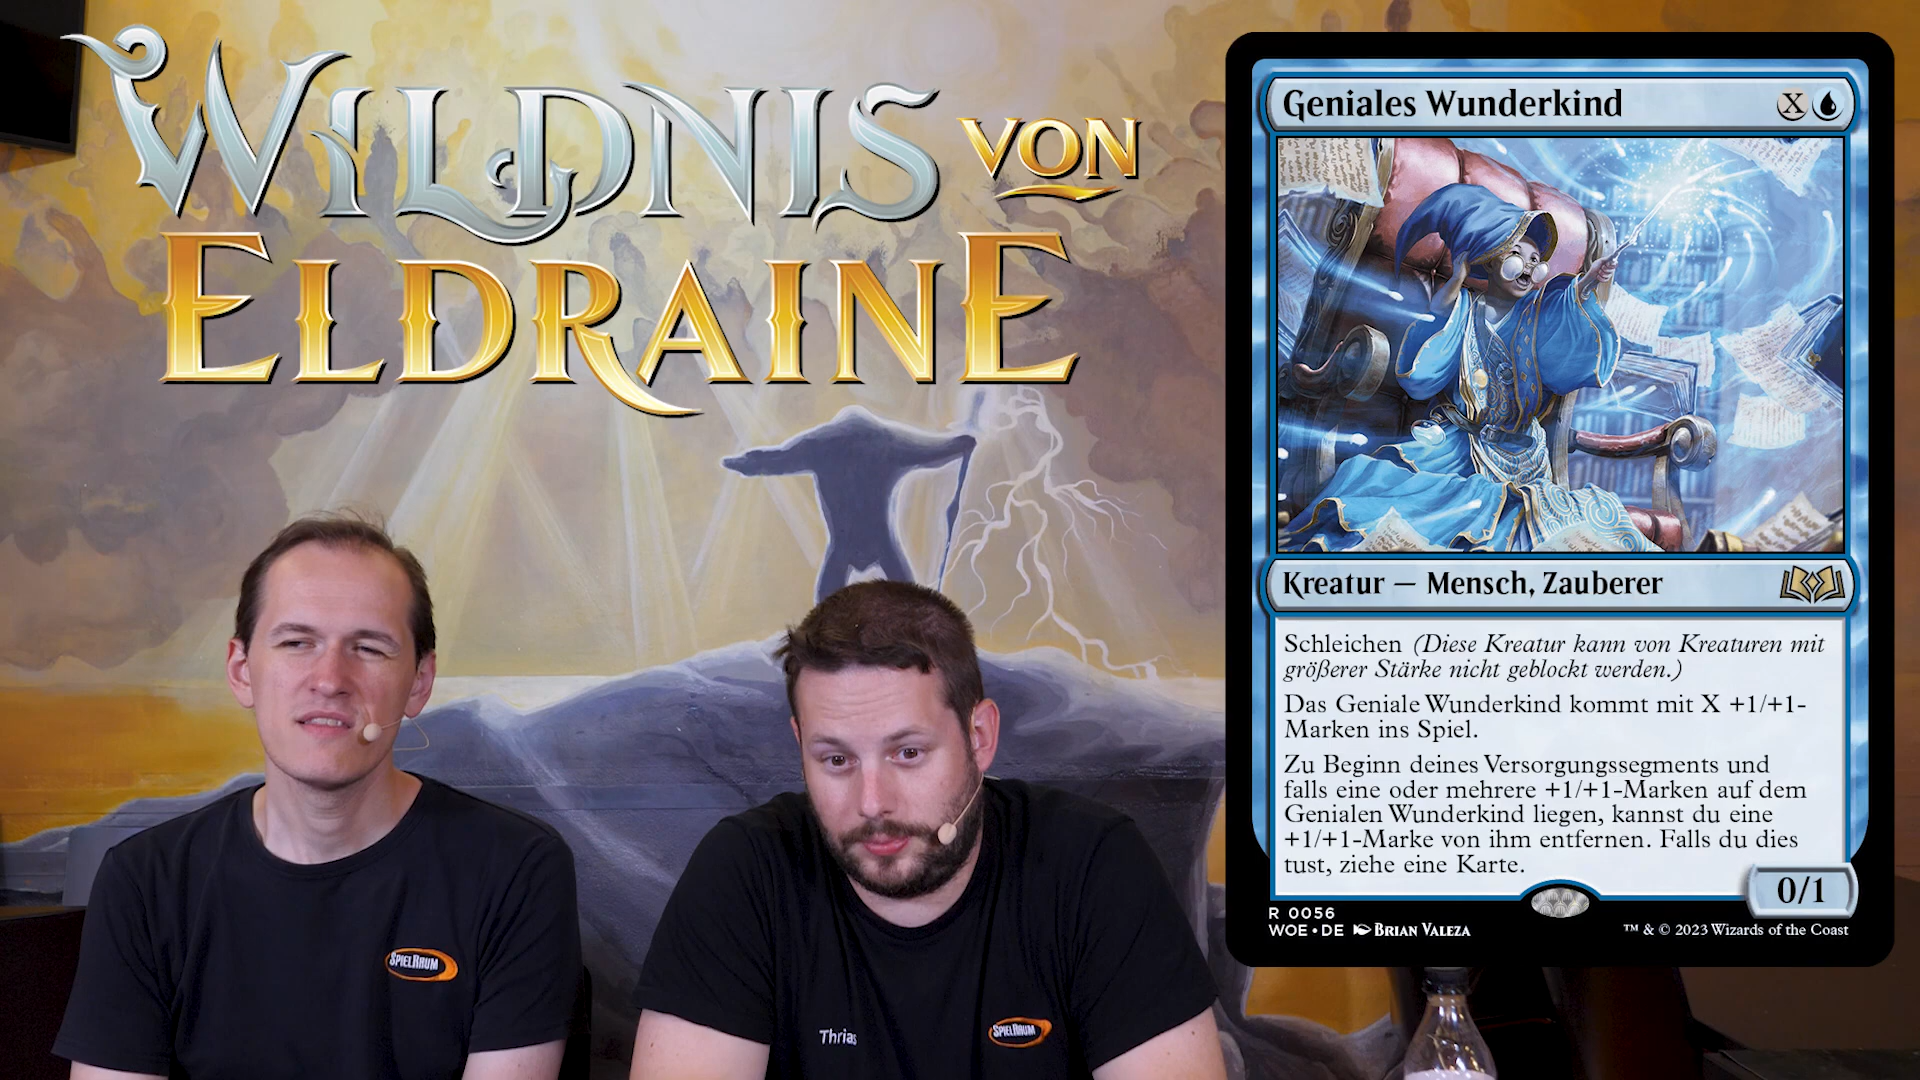 WILDNIS VON
ELDRAINE
Geniales Wunderkind X
Kreatur — Mensch, Zauberer
Schleichen (Diese Kreatur kann von Kreaturen mit
größerer Stärke nicht geblockt werden.)
Das Geniale Wunderkind kommt mit X +1/+1-
Marken ins Spiel.
Zu Beginn deines Versorgungssegments und
falls eine oder mehrere +1/+1-Marken auf dem
Genialen Wunderkind liegen, kannst du eine
+1/+1-Marke von ihm entfernen. Falls du dies
tust, ziehe eine Karte.
0/1
R 0056
WOE • DE BRIAN VALEZA
™ & © 2023 Wizards of the Coast
SPIELRAUM
Thrias
SPIELRAUM